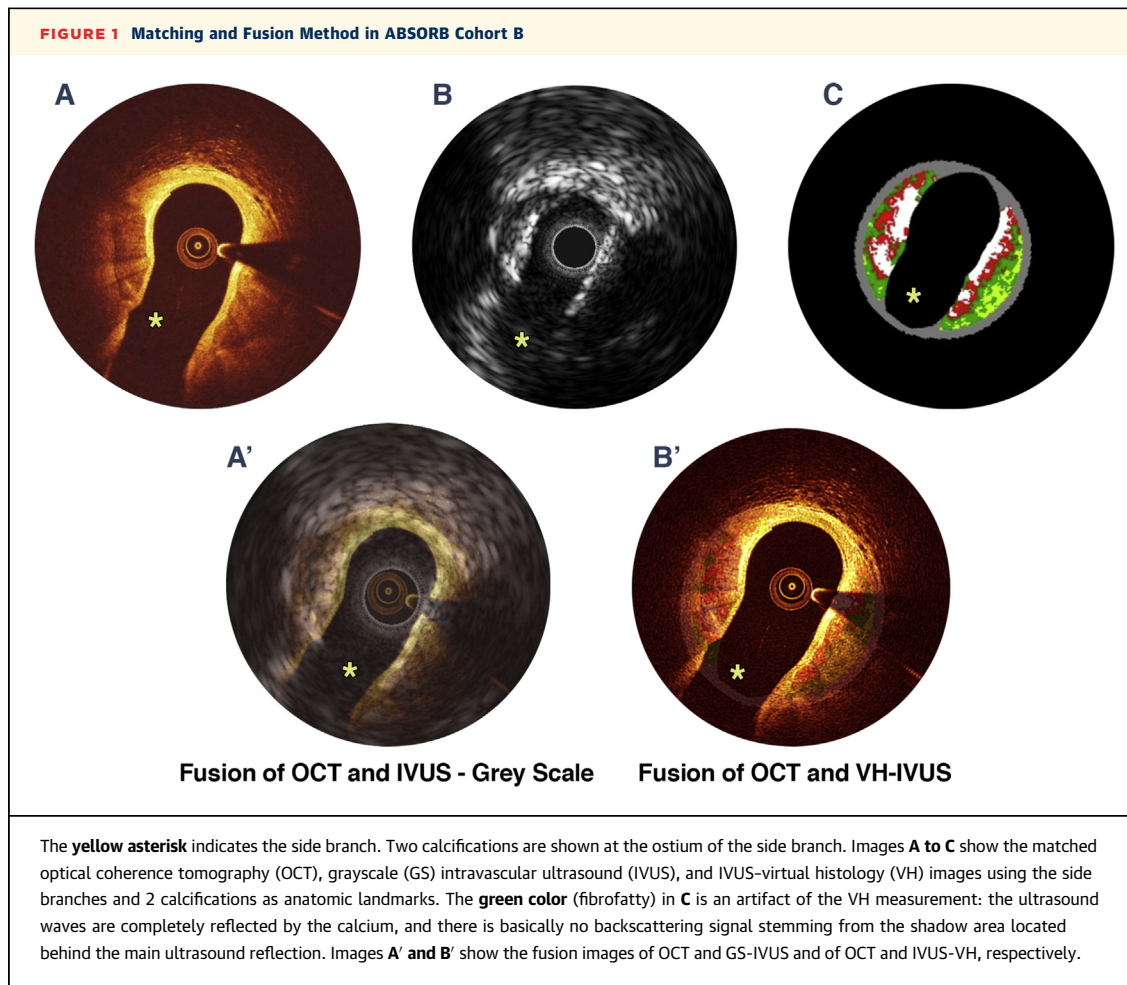 FIGURE 1 Matching and Fusion Method in ABSORB Cohort B
A
B
C
*
*
*
A’
B’
*
*
Fusion of OCT and IVUS - Grey Scale
Fusion of OCT and VH-IVUS
The yellow asterisk indicates the side branch. Two calcifications are shown at the ostium of the side branch. Images A to C show the matched
optical coherence tomography (OCT), grayscale (GS) intravascular ultrasound (IVUS), and IVUS–virtual histology (VH) images using the side
branches and 2 calcifications as anatomic landmarks. The green color (fibrofatty) in C is an artifact of the VH measurement: the ultrasound
waves are completely reflected by the calcium, and there is basically no backscattering signal stemming from the shadow area located
behind the main ultrasound reflection. Images A′ and B′ show the fusion images of OCT and GS-IVUS and of OCT and IVUS-VH, respectively.